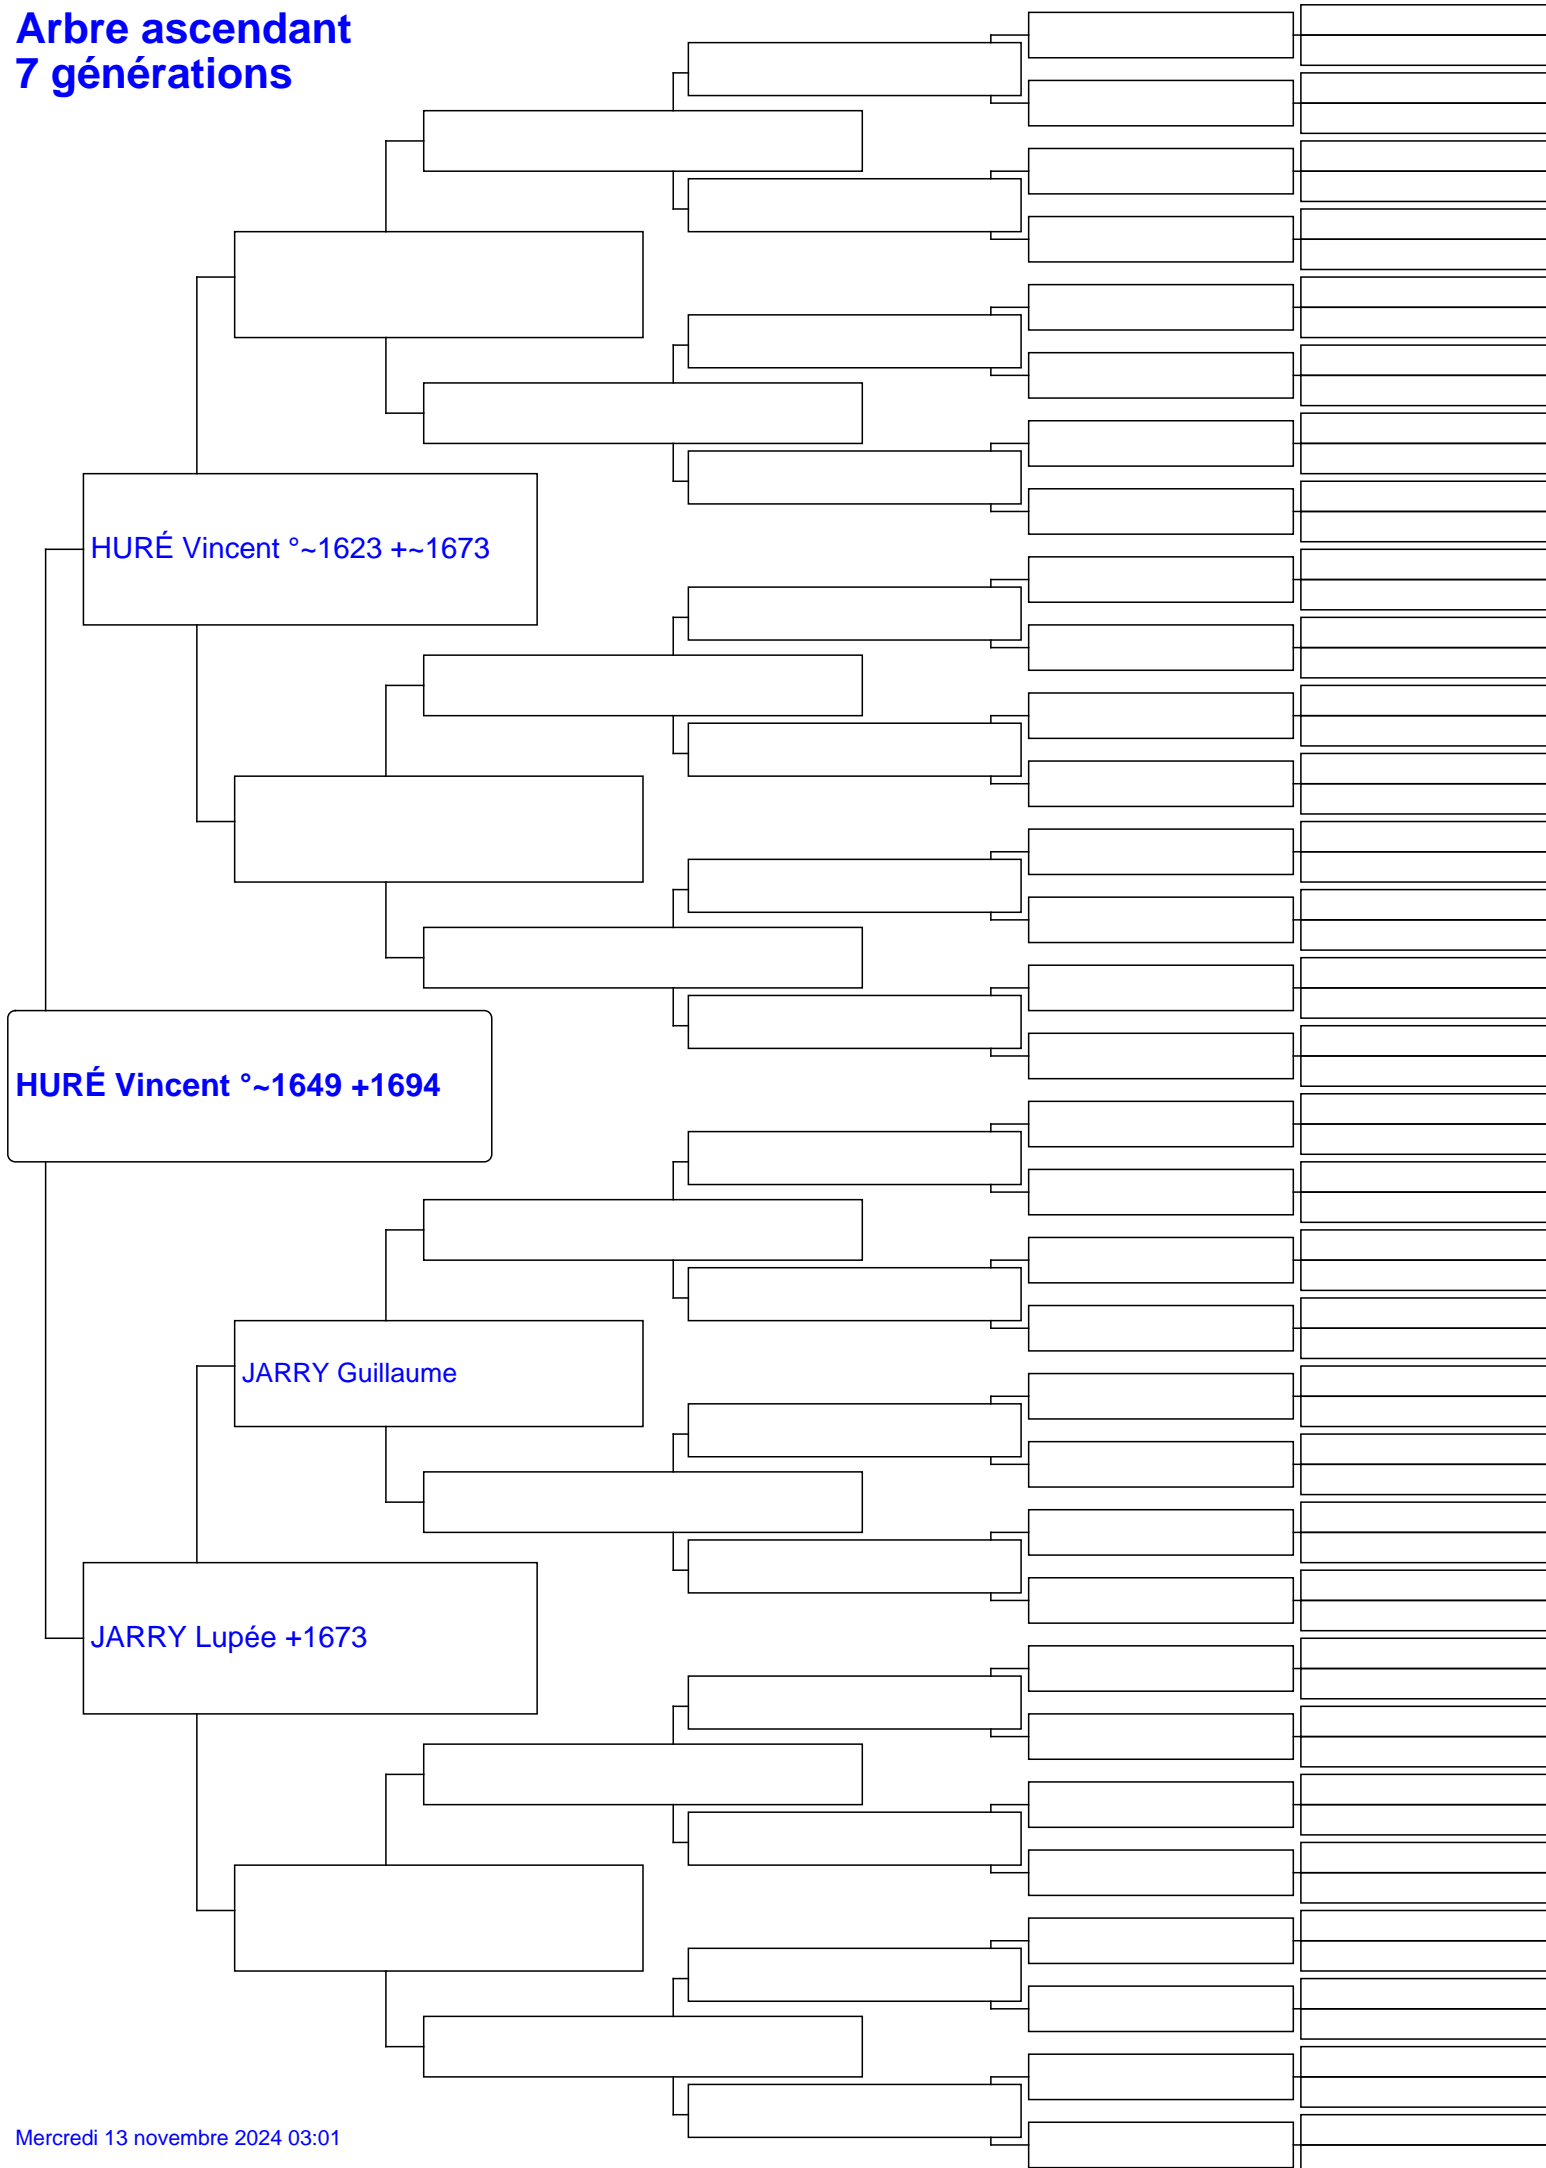 Arbre ascendant
7 générations
HURÉ Vincent °~1623 +~1673
HURÉ Vincent °~1649 +1694
JARRY Guillaume
JARRY Lupée +1673
Mercredi 13 novembre 2024 03:01